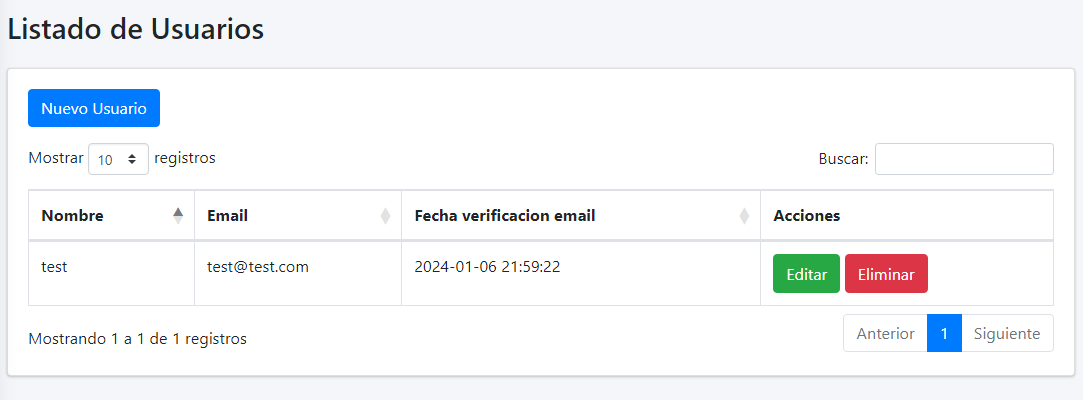 Listado de Usuarios
Nuevo Usuario
Mostrar 10 registros Buscar:
Nombre Email Fecha verificacion email Acciones
test test@test.com 2024-01-06 21:59:22 Editar Eliminar
Mostrando 1 a 1 de 1 registros Anterior 1 Siguiente